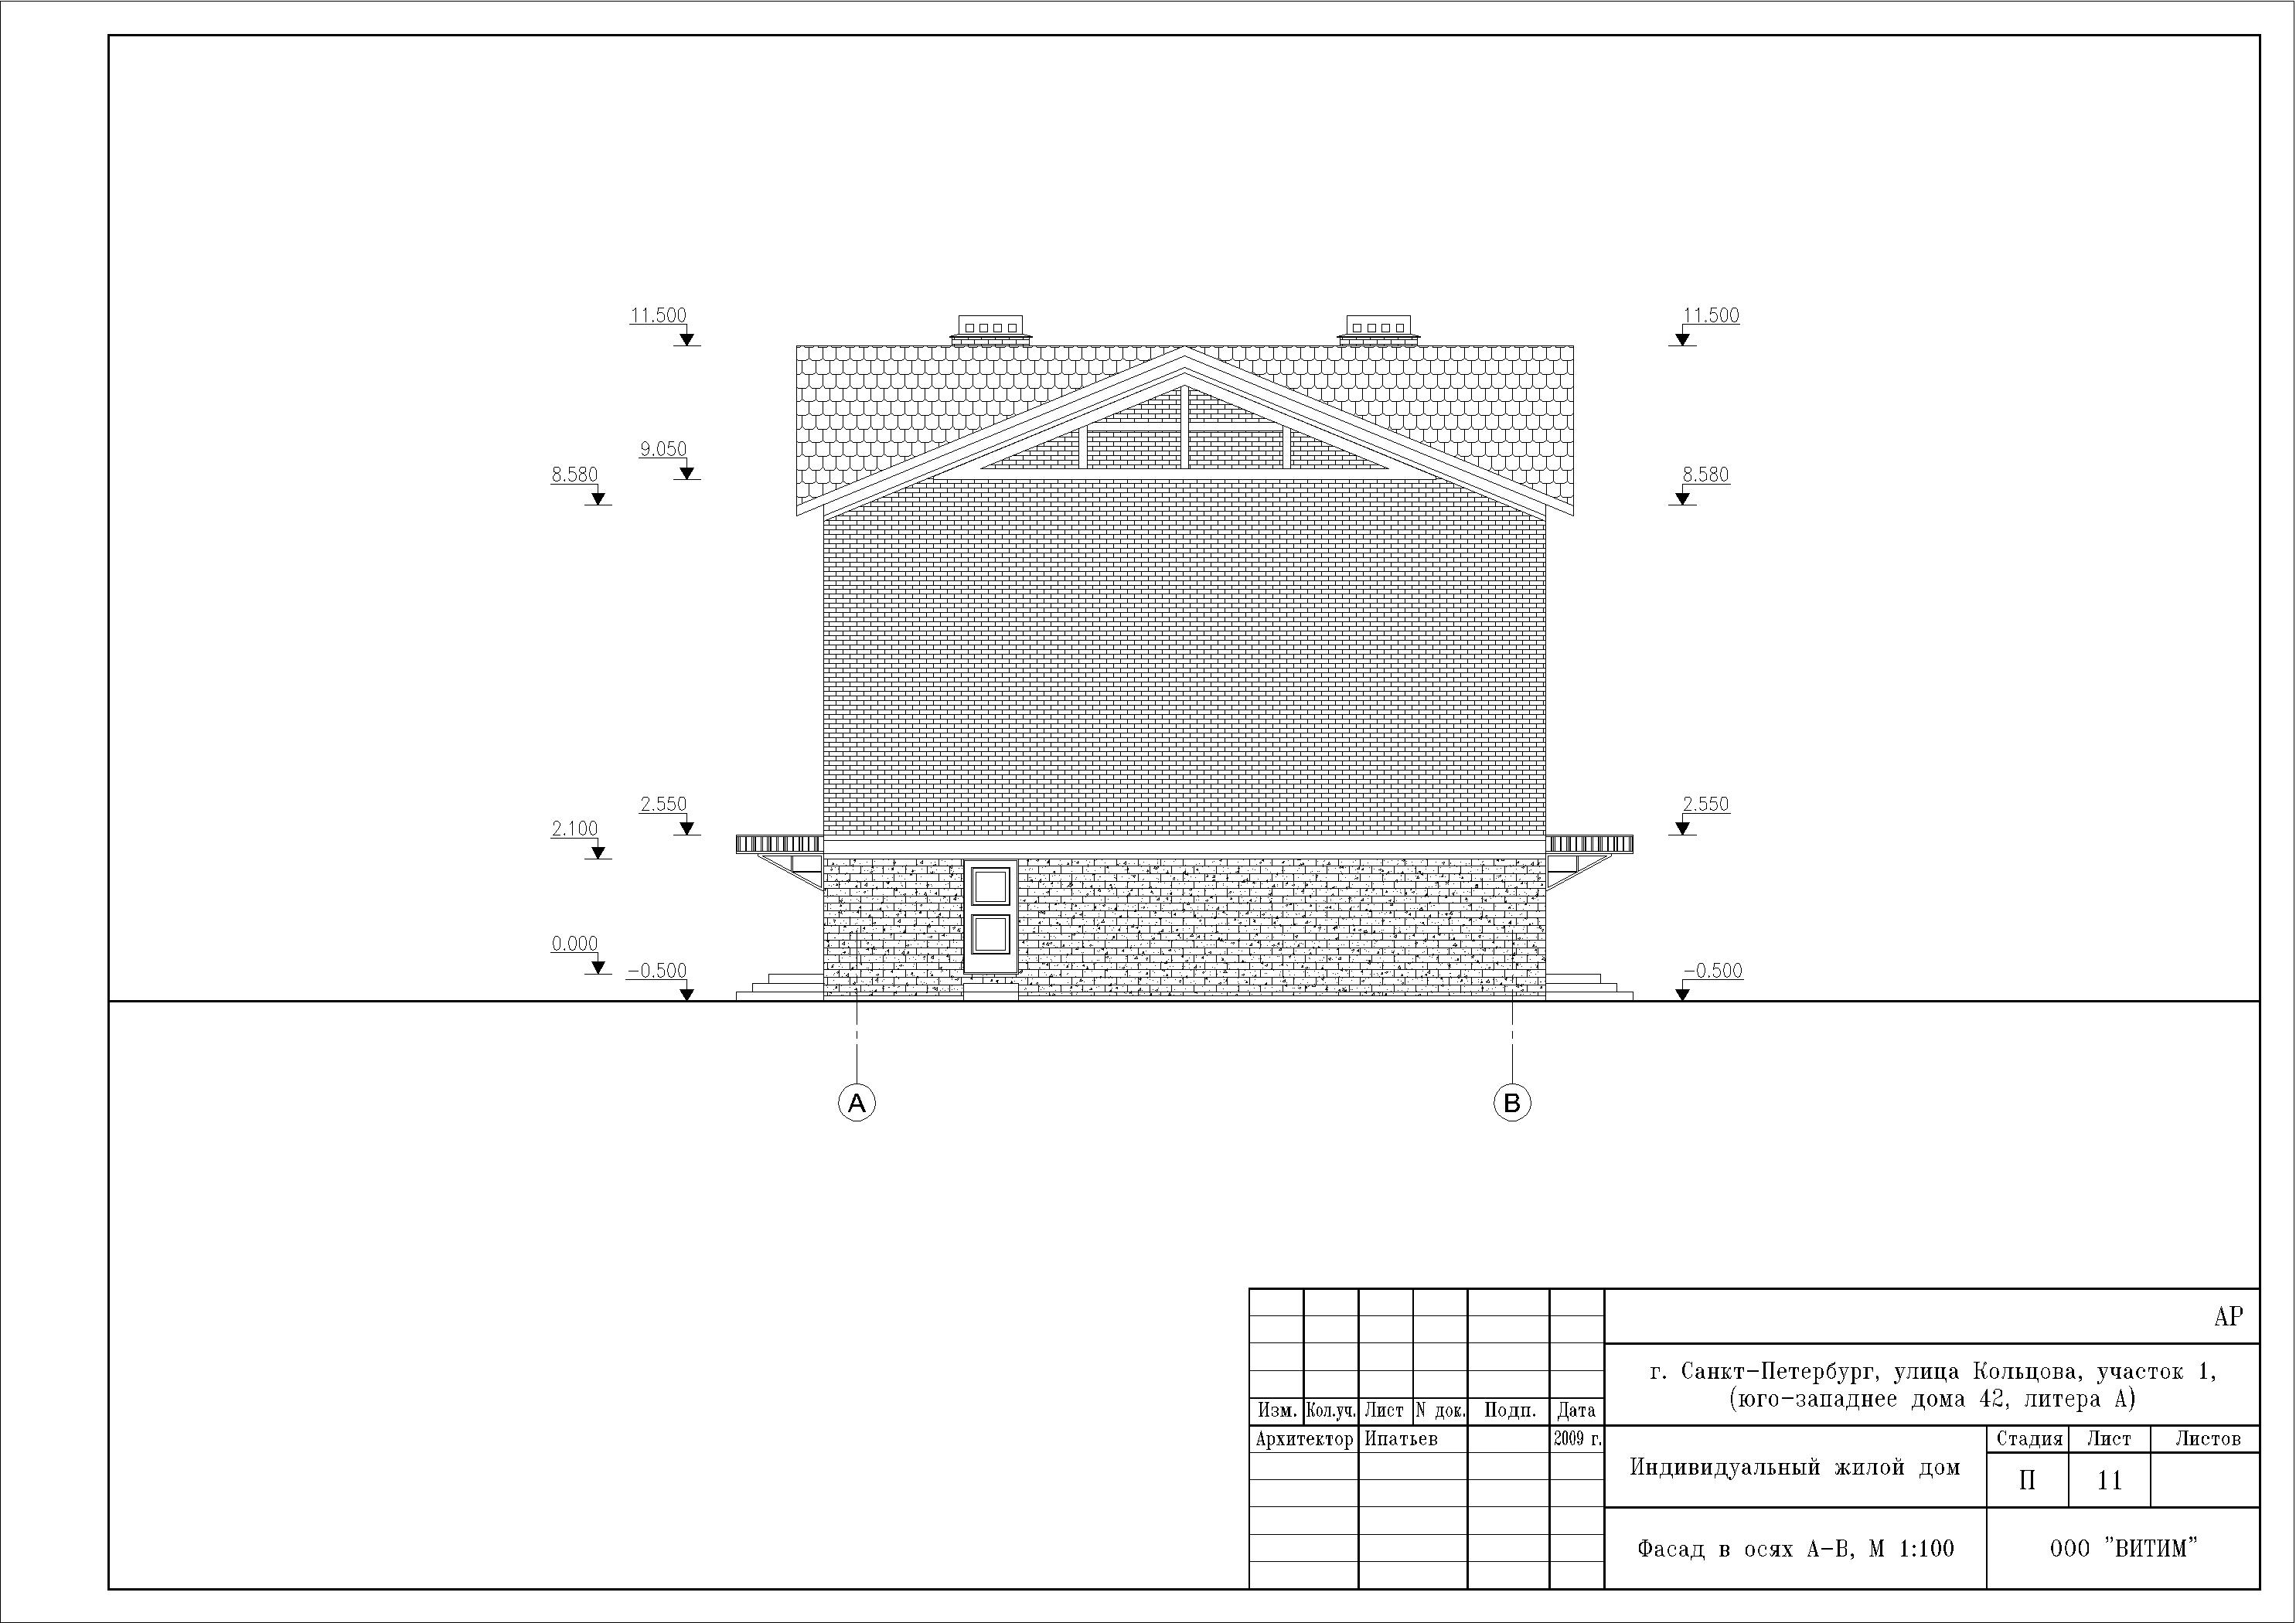 11.500
11.500
9.050
8.580
8.580
2.550
2.550
2.100
0.000
-0.500
-0.500
А
В
АР
г. Санкт-Петербург, улица Кольцова, участок 1,
(юго-западнее дома 42, литера А)
Изм. Кол.уч. Лист N док. Подп. Дата
Архитектор Ипатьев 2009 г.
Индивидуальный жилой дом
Стадия Лист Листов
П 11
Фасад в осях А-В, М 1:100
ООО "ВИТИМ"